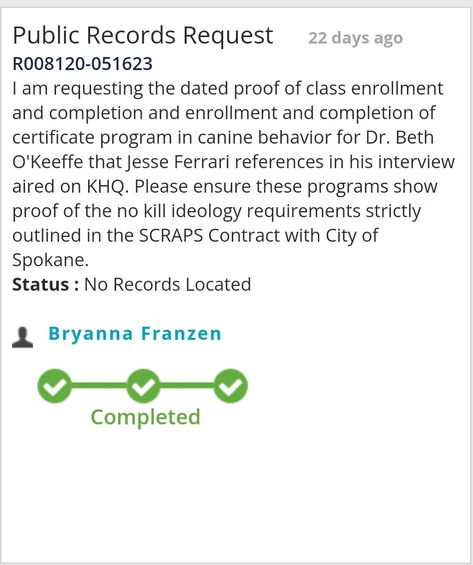 Public Records Request 22 days ago
R008120-051623
I am requesting the dated proof of class enrollment
and completion and enrollment and completion of
certificate program in canine behavior for Dr. Beth
O'Keeffe that Jesse Ferrari references in his interview
aired on KHQ. Please ensure these programs show
proof of the no kill ideology requirements strictly
outlined in the SCRAPS Contract with City of
Spokane.
Status : No Records Located
Bryanna Franzen
Completed